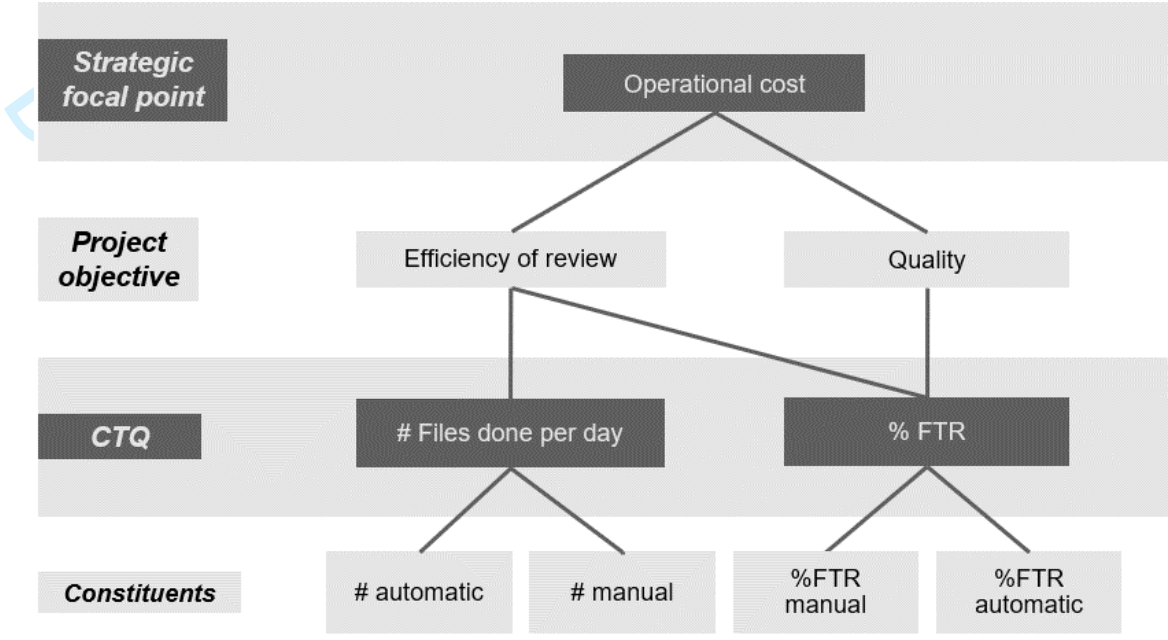 Strategic
focal point
Operational cost
Project
objective
Efficiency of review
Quality
CTQ
# Files done per day
% FTR
Constituents
# automatic
# manual
%FTR
manual
%FTR
automatic